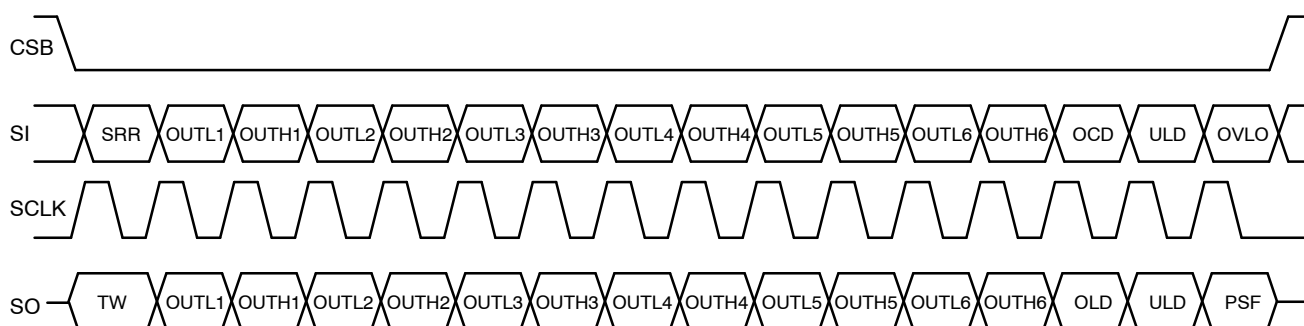 CSB
SI SRR OUTL1 OUTH1 OUTL2 OUTH2 OUTL3 OUTH3 OUTL4 OUTH4 OUTL5 OUTH5 OUTL6 OUTH6 OCD ULD OVLO
SCLK
SO TW OUTL1 OUTH1 OUTL2 OUTH2 OUTL3 OUTH3 OUTL4 OUTH4 OUTL5 OUTH5 OUTL6 OUTH6 OLD ULD PSF